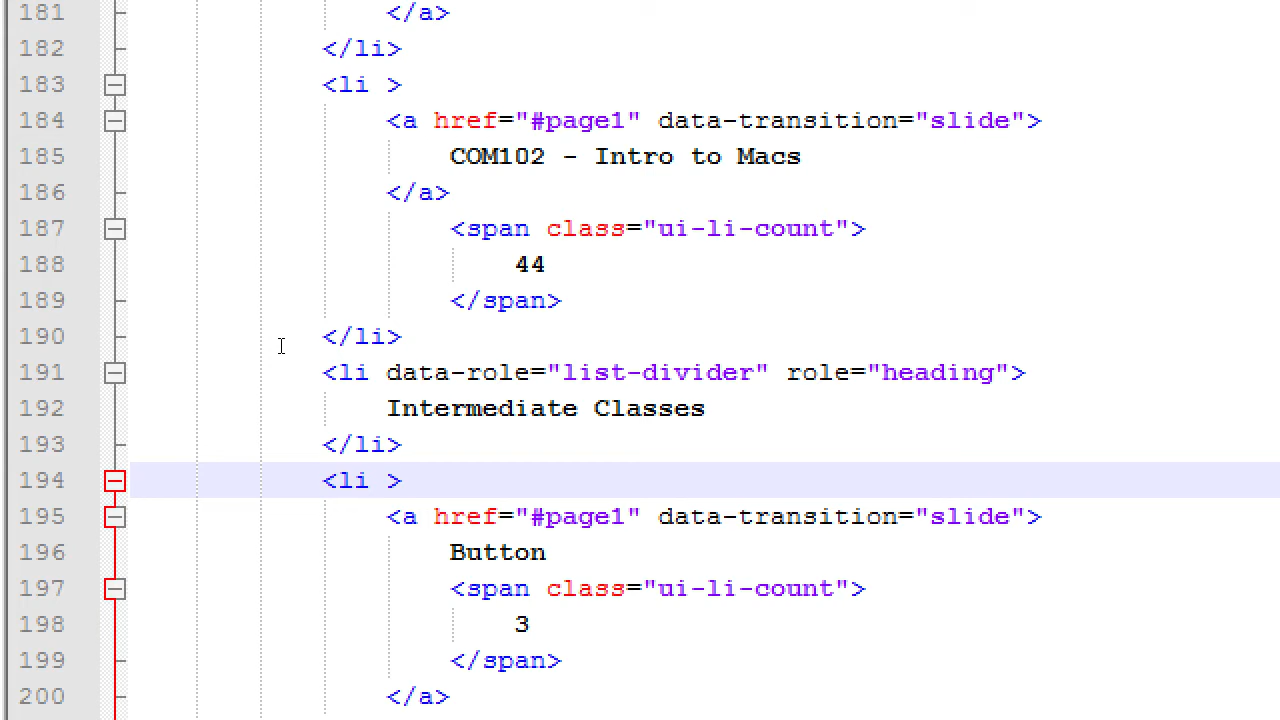 181 </a>
182 </li>
183 <li >
184 <a href="#page1" data-transition="slide">
185 COM102 - Intro to Macs
186 </a>
187 <span class="ui-li-count">
188 44
189 </span>
190 </li>
191 <li data-role="list-divider" role="heading">
192 Intermediate Classes
193 </li>
194 <li >
195 <a href="#page1" data-transition="slide">
196 Button
197 <span class="ui-li-count">
198 3
199 </span>
200 </a>